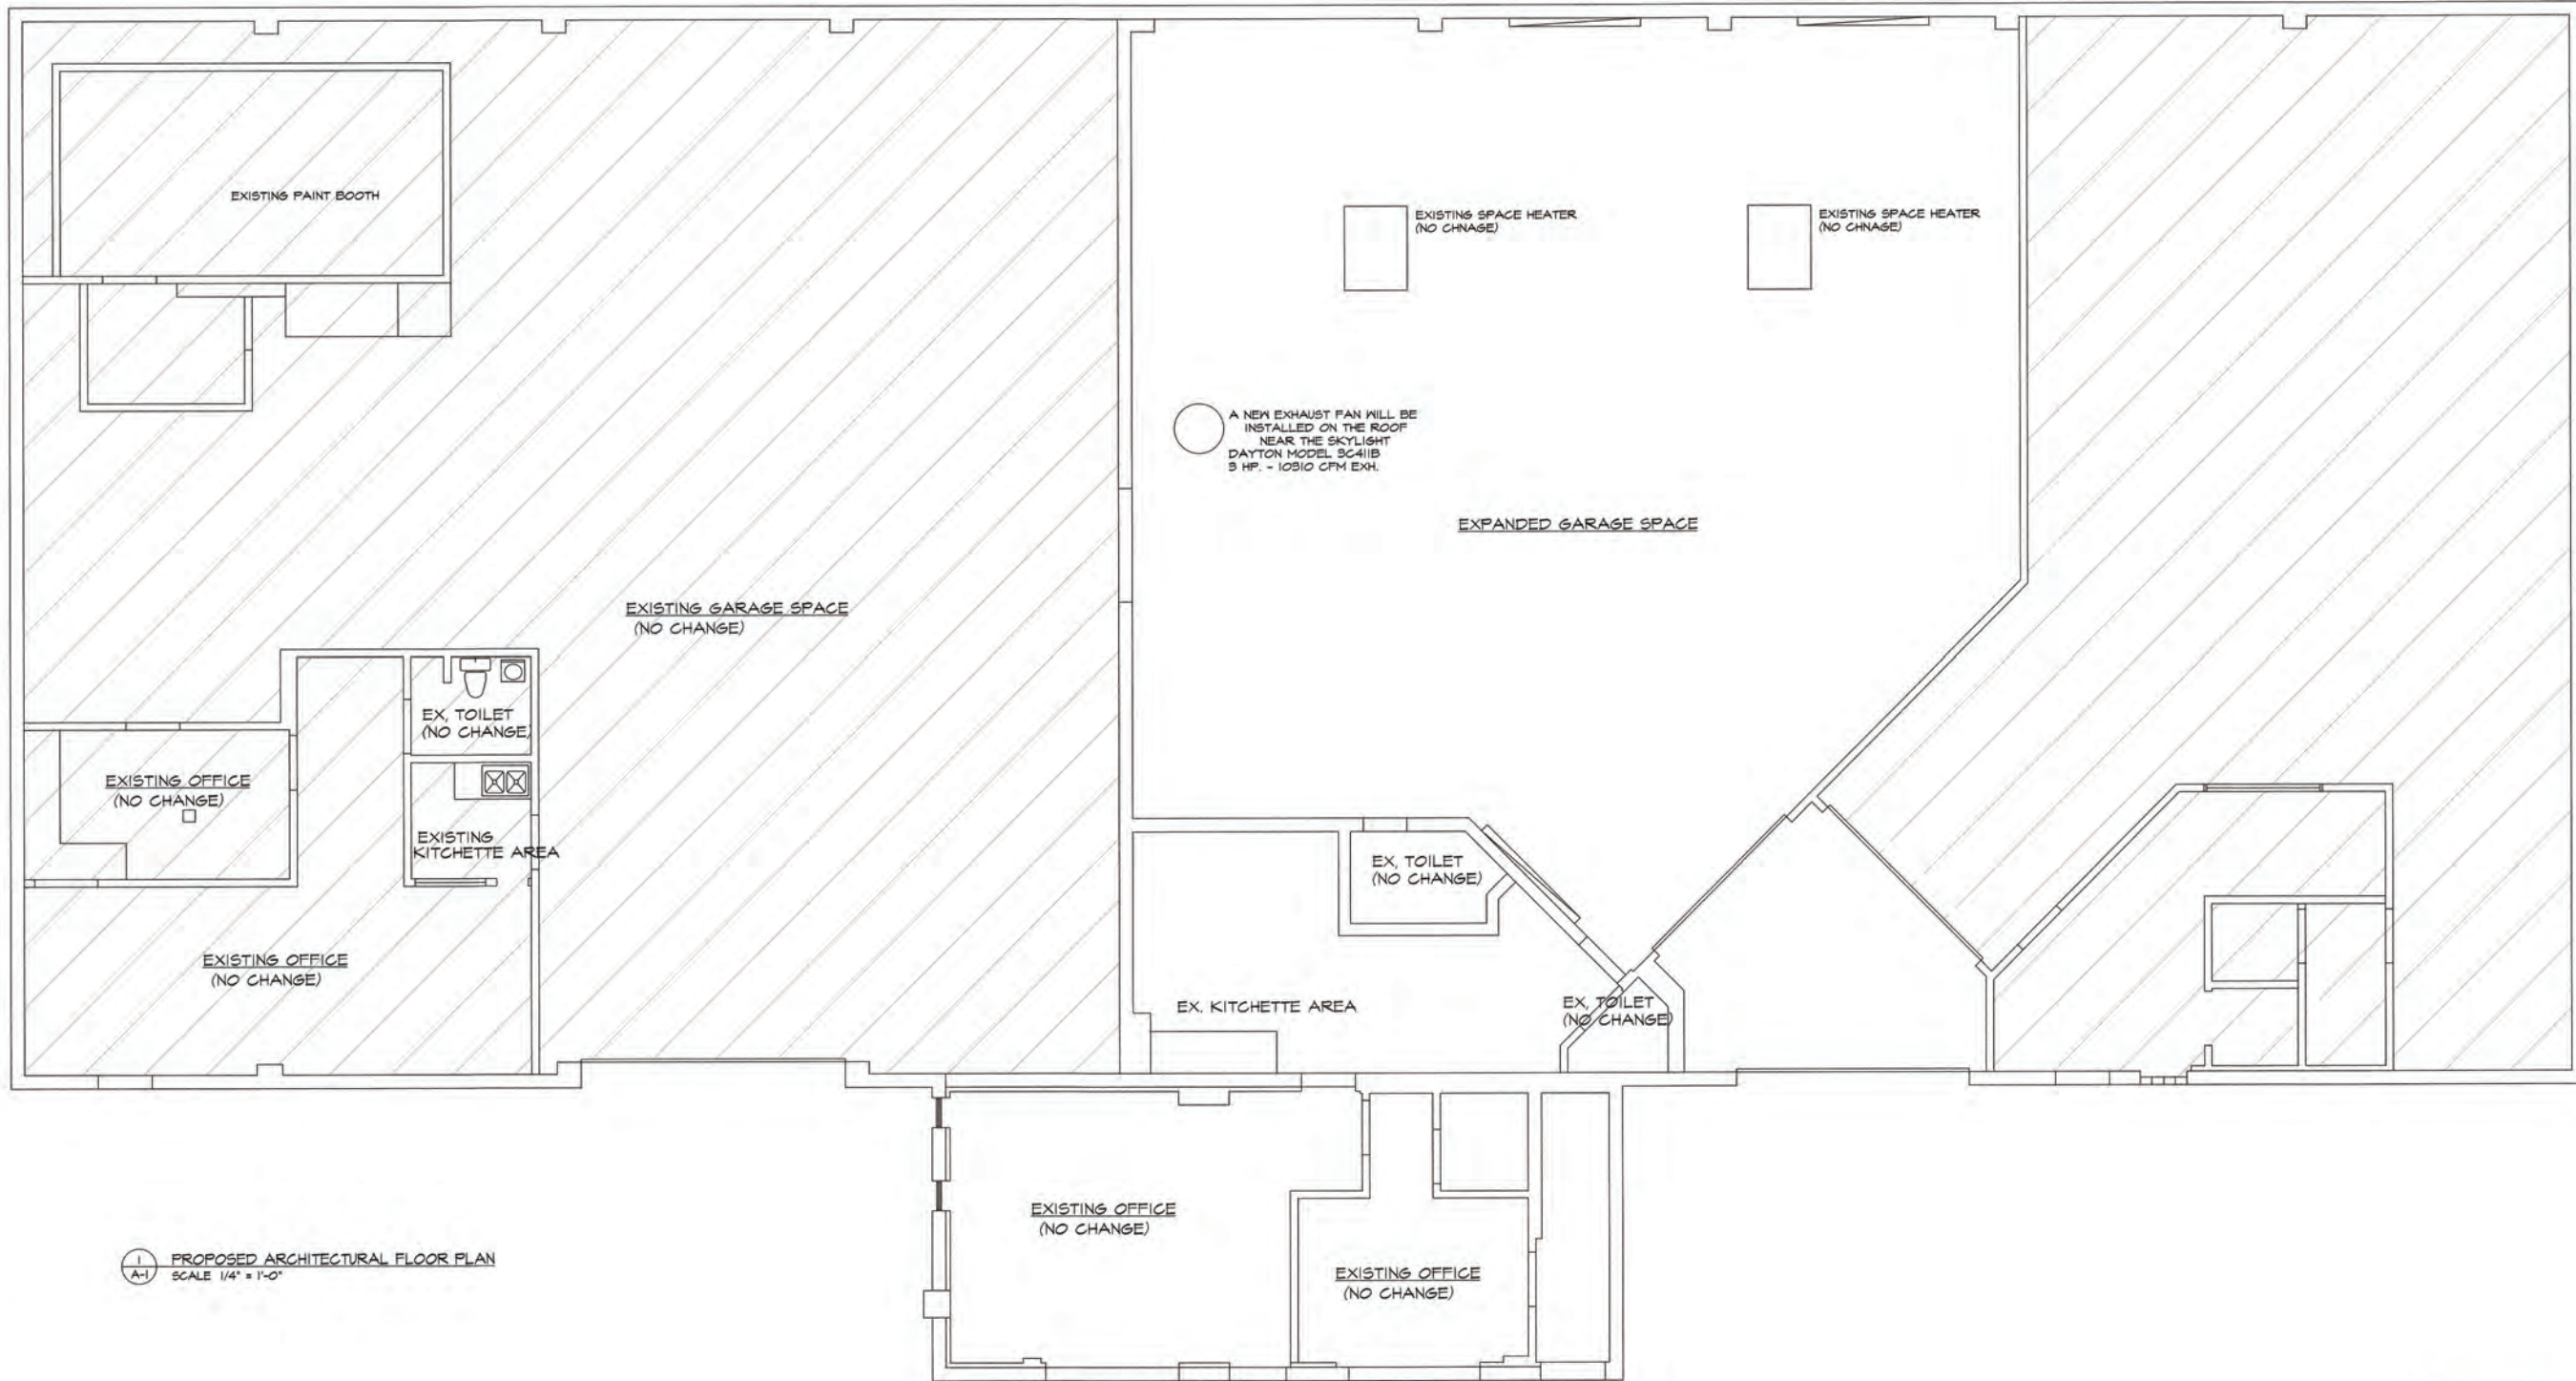 EXISTING PAINT BOOTH
EXISTING SPACE HEATER
(NO CHNAGE)
EXISTING SPACE HEATER
(NO CHNAGE)
A NEW EXHAUST FAN WILL BE
INSTALLED ON THE ROOF
NEAR THE SKYLIGHT
DAYTON MODEL 3C411B
3 HP. - 10310 CFM EXH.
EXPANDED GARAGE SPACE
EXISTING GARAGE SPACE
(NO CHANGE)
EX, TOILET
(NO CHANGE)
EXISTING OFFICE
(NO CHANGE)
EXISTING
KITCHETTE AREA
EX, TOILET
(NO CHANGE)
EXISTING OFFICE
(NO CHANGE)
EX. KITCHETTE AREA
EX, TOILET
(NO CHANGE)
EXISTING OFFICE
(NO CHANGE)
EXISTING OFFICE
(NO CHANGE)
1
A-1
PROPOSED ARCHITECTURAL FLOOR PLAN
SCALE 1/4" = 1'-0"